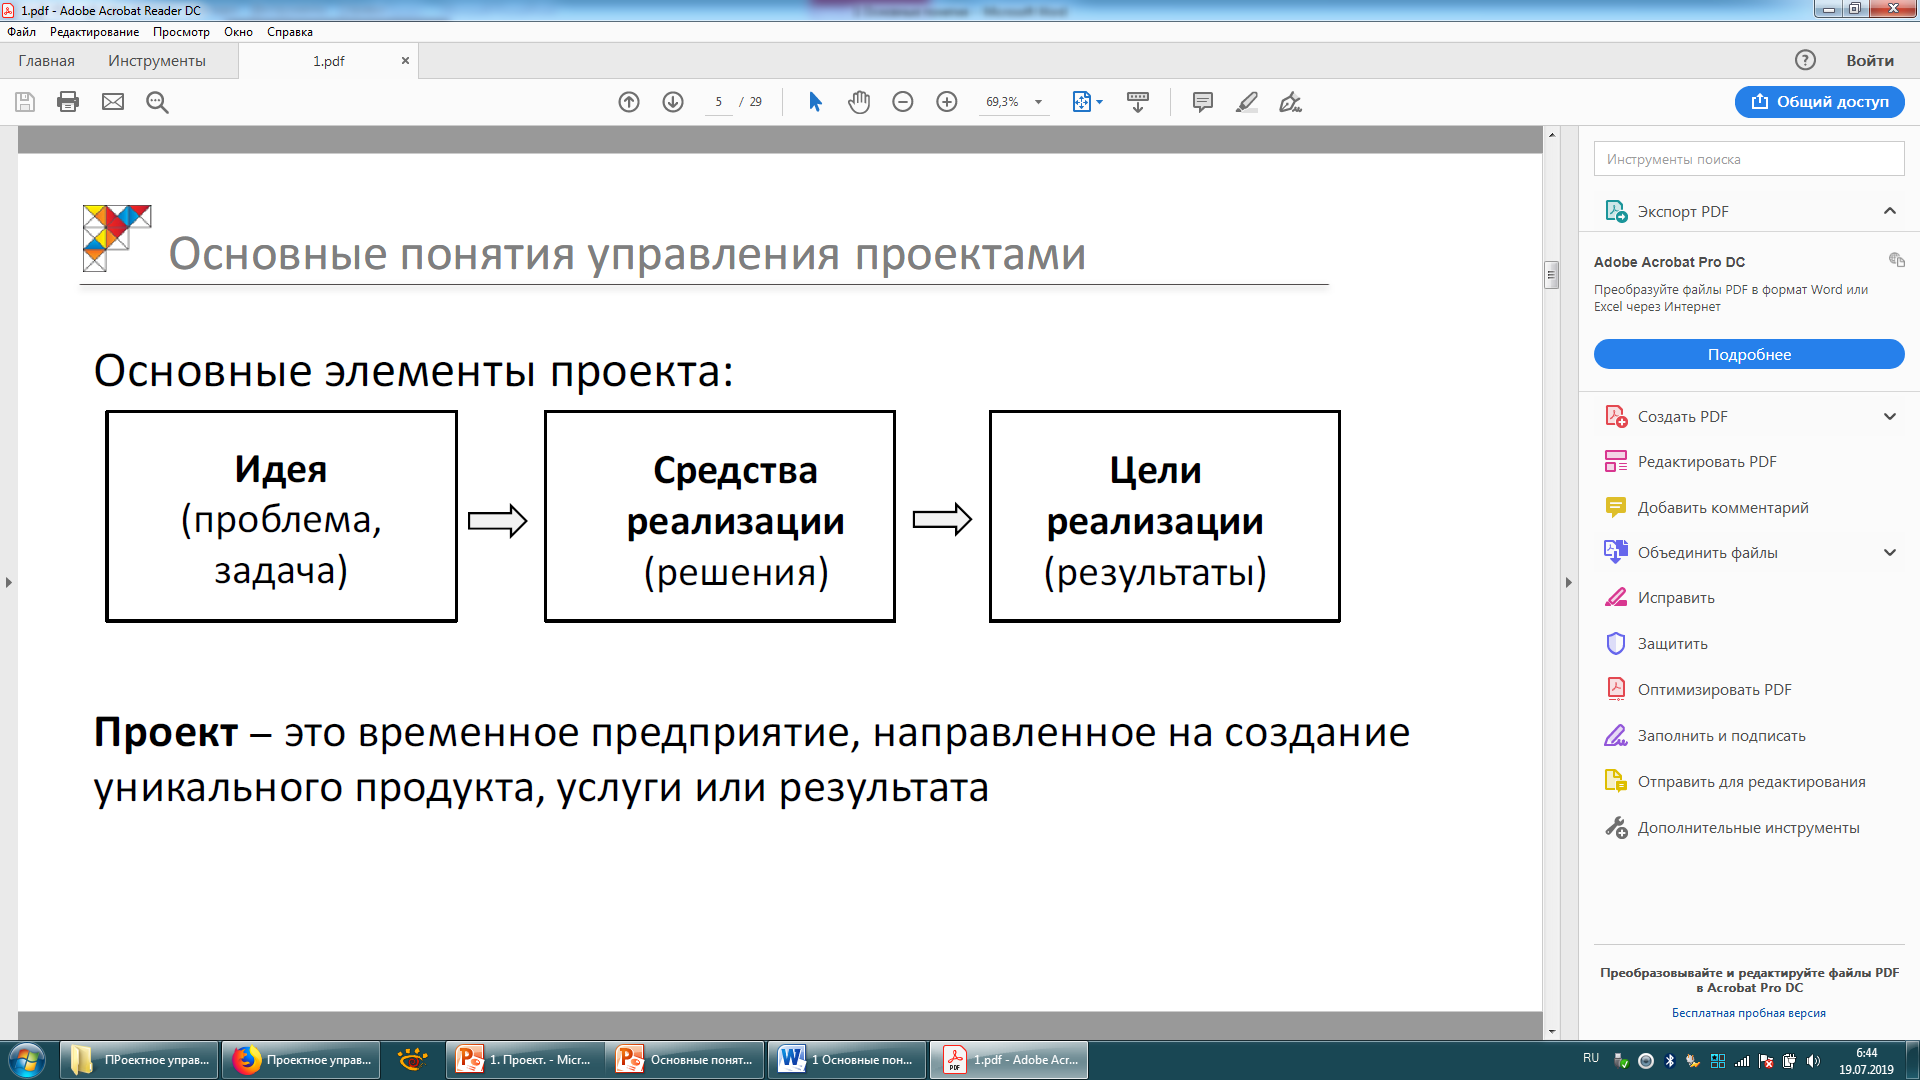 1.pdf - Adobe Acrobat Reader DC
Файл Редактирование Просмотр Окно Справка
Главная Инструменты 1.pdf Войти
5 / 29 69,3% Общий доступ
Инструменты поиска
Экспорт PDF
Adobe Acrobat Pro DC
Преобразуйте файлы PDF в формат Word или
Excel через Интернет
Подробнее
Создать PDF
Редактировать PDF
Добавить комментарий
Объединить файлы
Исправить
Защитить
Оптимизировать PDF
Заполнить и подписать
Отправить для редактирования
Дополнительные инструменты
Преобразовывайте и редактируйте файлы PDF
в Acrobat Pro DC
Бесплатная пробная версия
Основные понятия управления проектами
Основные элементы проекта:
Идея
(проблема,
задача)
Средства
реализации
(решения)
Цели
реализации
(результаты)
Проект – это временное предприятие, направленное на создание
уникального продукта, услуги или результата
ПРоектное управ... Проектное управ... 1. Проект. - Micr... Основные понят... 1 Основные пон... 1.pdf - Adobe Acr... RU 6:44
19.07.2019